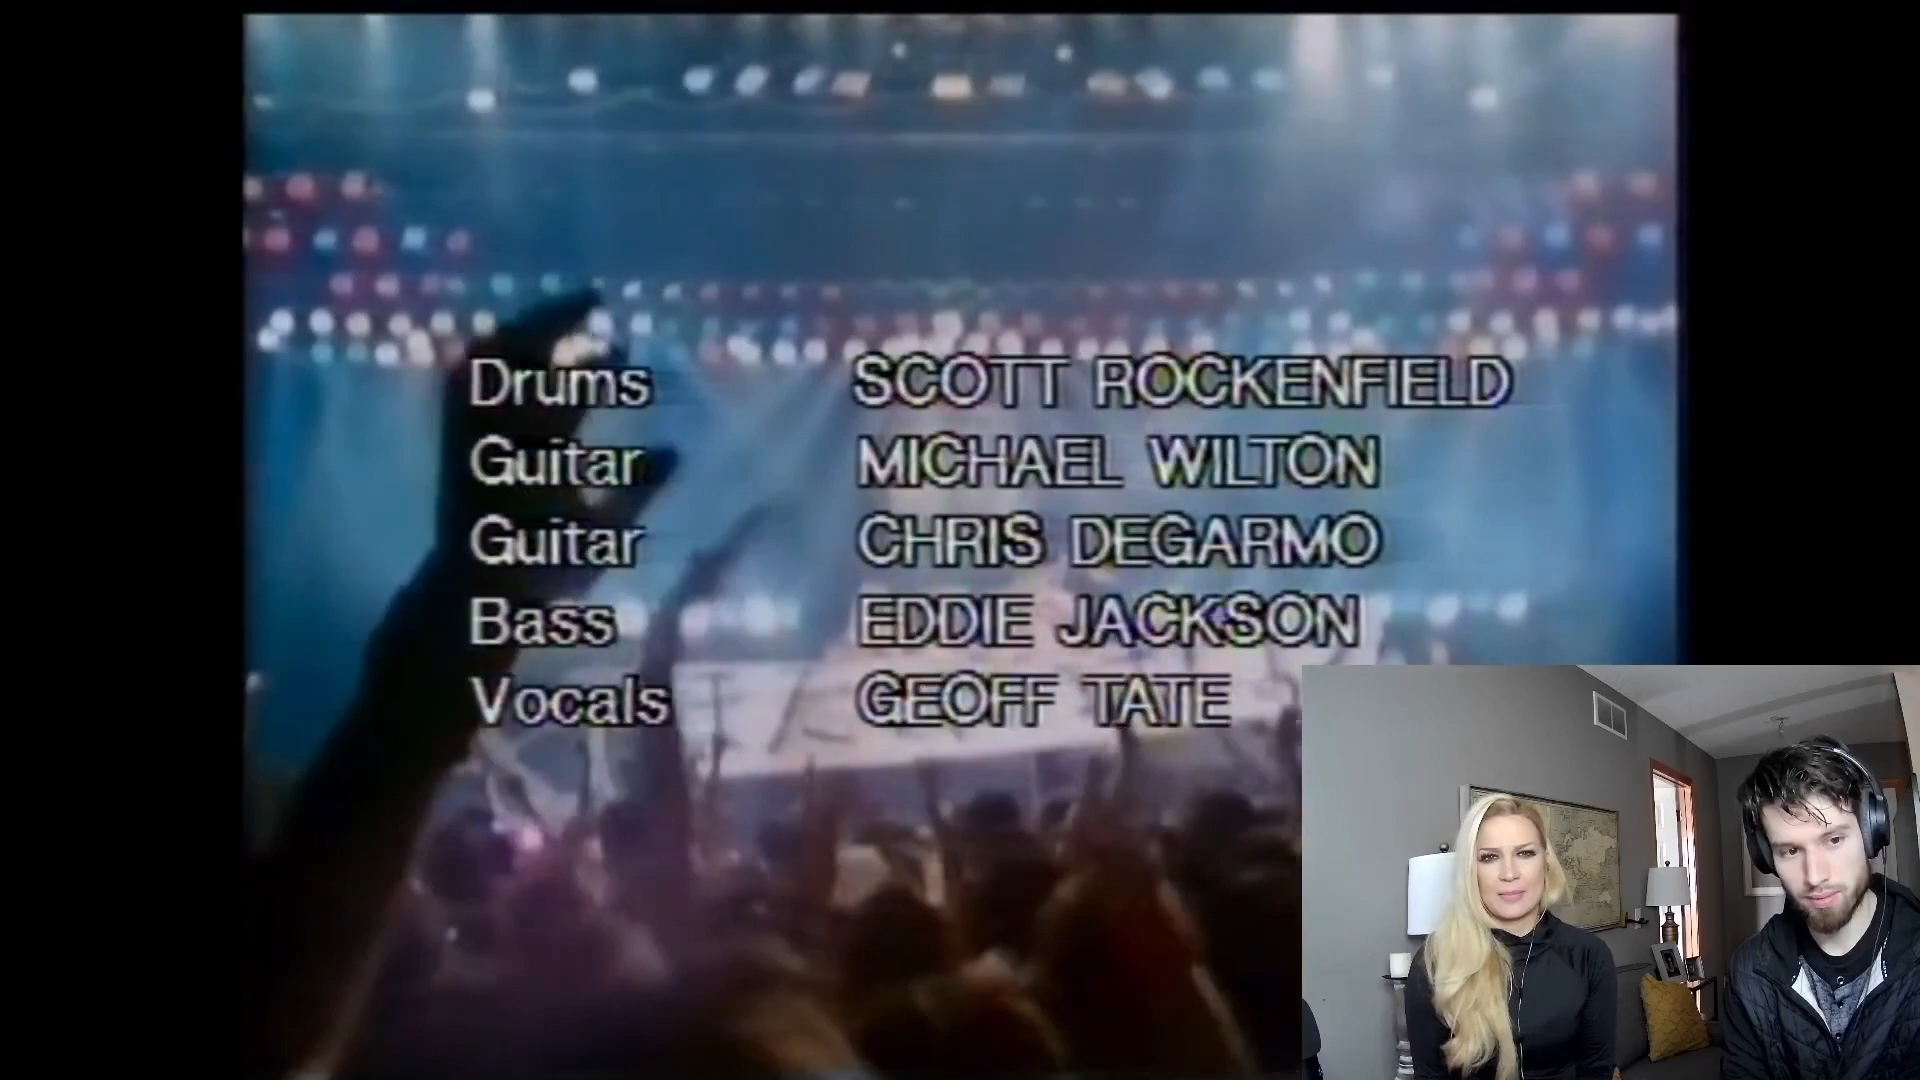 Drums SCOTT ROCKENFIELD
Guitar MICHAEL WILTON
Guitar CHRIS DEGARMO
Bass EDDIE JACKSON
Vocals GEOFF TATE